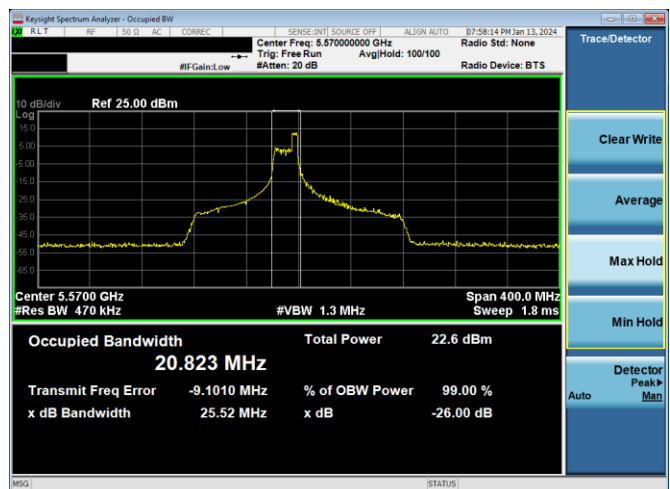 Keysight Spectrum Analyzer - Occupied BW
LXI RLT RF 50 Ω AC CORREC SENSE:INT SOURCE OFF ALIGN AUTO 07:58:14 PM Jan 13, 2024
Center Freq: 5.570000000 GHz Radio Std: None
Trig: Free Run Avg|Hold: 100/100
#IFGain:Low #Atten: 20 dB Radio Device: BTS
Trace/Detector
10 dB/div Ref 25.00 dBm
Log
15.0
5.00
-5.00
-15.0
-25.0
-35.0
-45.0
-55.0
-65.0
Center 5.5700 GHz Span 400.0 MHz
#Res BW 470 kHz #VBW 1.3 MHz Sweep 1.8 ms
Occupied Bandwidth Total Power 22.6 dBm
20.823 MHz
Transmit Freq Error -9.1010 MHz % of OBW Power 99.00 %
x dB Bandwidth 25.52 MHz x dB -26.00 dB
Clear Write
Average
Max Hold
Min Hold
Detector
Peak▶
Auto Man
MSG STATUS